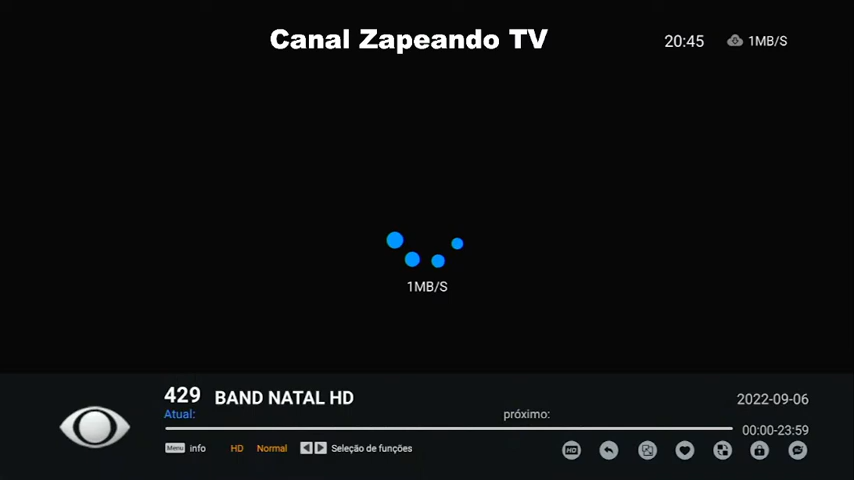 Canal Zapeando TV
20:45 1MB/S
1MB/S
429 BAND NATAL HD 2022-09-06
Atual: próximo:
00:00-23:59
Menu info HD Normal Seleção de funções HD